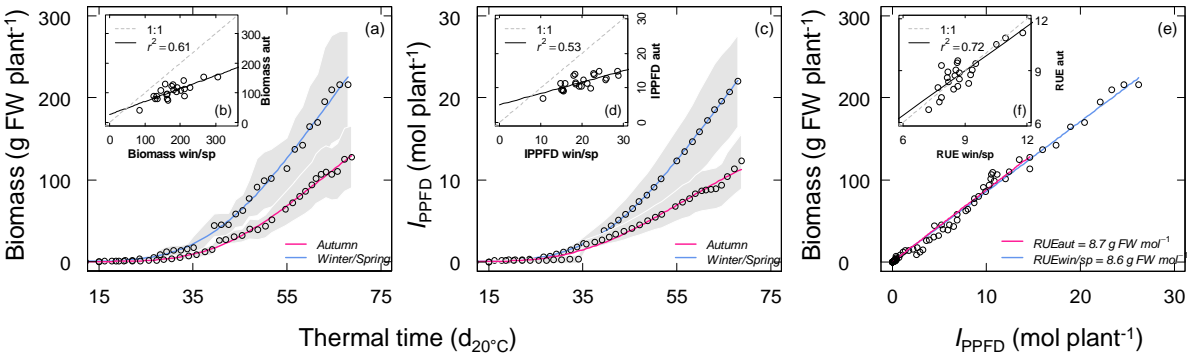 Biomass (g FW plant⁻¹)
300
200
100
0
15
35
55
75
(a)
1:1
r² = 0.61
(b)
0
100
200
300
Biomass win/sp
0
100
200
300
Biomass aut
Autumn
Winter/Spring
I_PPFD (mol plant⁻¹)
30
20
10
0
15
35
55
75
(c)
1:1
r² = 0.53
(d)
0
10
20
30
IPPFD win/sp
0
10
20
30
IPPFD aut
Autumn
Winter/Spring
Thermal time (d₂₀°C)
Biomass (g FW plant⁻¹)
300
200
100
0
0
10
20
30
(e)
1:1
r² = 0.72
(f)
6
8
10
12
RUE win/sp
6
9
12
RUE aut
RUEaut = 8.7 g FW mol⁻¹
RUEwin/sp = 8.6 g FW mol⁻¹
I_PPFD (mol plant⁻¹)